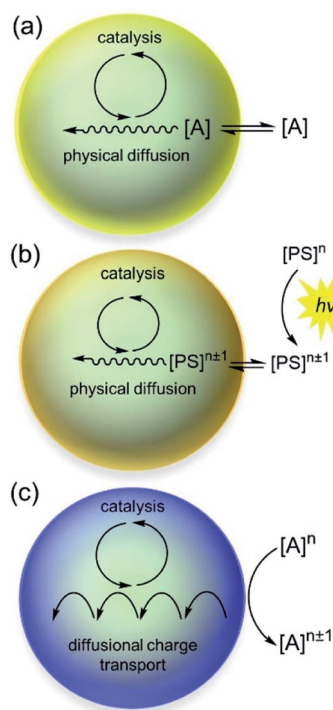 (a)
catalysis
[A] [A]
physical diffusion
(b)
[PS]ⁿ
catalysis
hν
[PS]ⁿ±¹ [PS]ⁿ±¹
physical diffusion
(c)
catalysis
[A]ⁿ
diffusional charge
transport
[A]ⁿ±¹